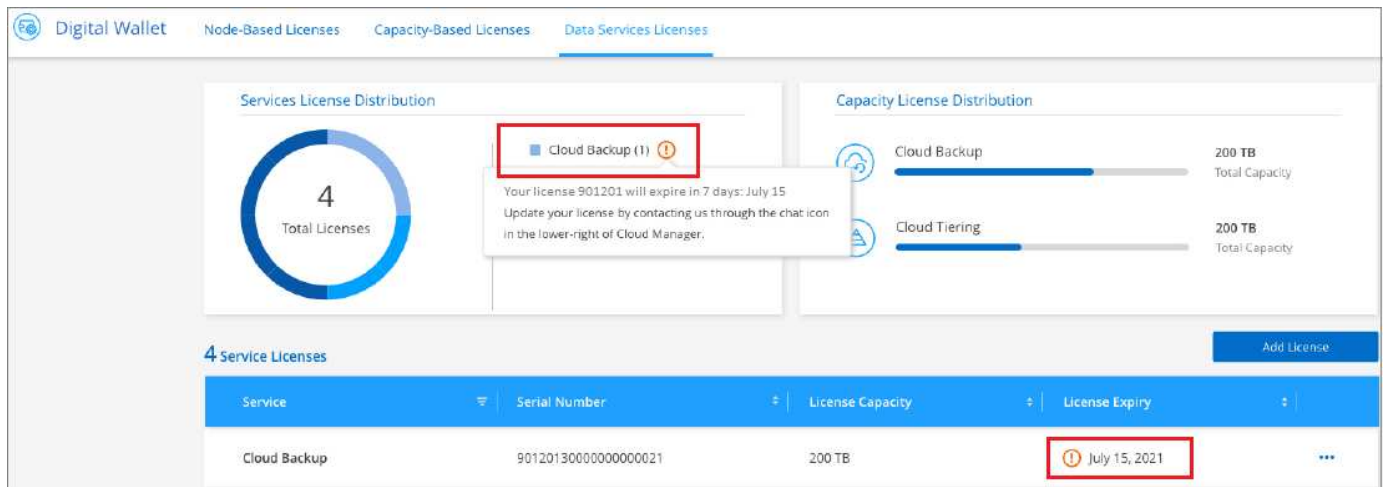 Digital Wallet
Node-Based Licenses
Capacity-Based Licenses
Data Services Licenses
Services License Distribution
4
Total Licenses
Cloud Backup (1)
Your license 901201 will expire in 7 days: July 15
Update your license by contacting us through the chat icon
in the lower-right of Cloud Manager.
Capacity License Distribution
Cloud Backup
200 TB
Total Capacity
Cloud Tiering
200 TB
Total Capacity
4 Service Licenses
Add License
Service
Serial Number
License Capacity
License Expiry
Cloud Backup
90120130000000000021
200 TB
July 15, 2021